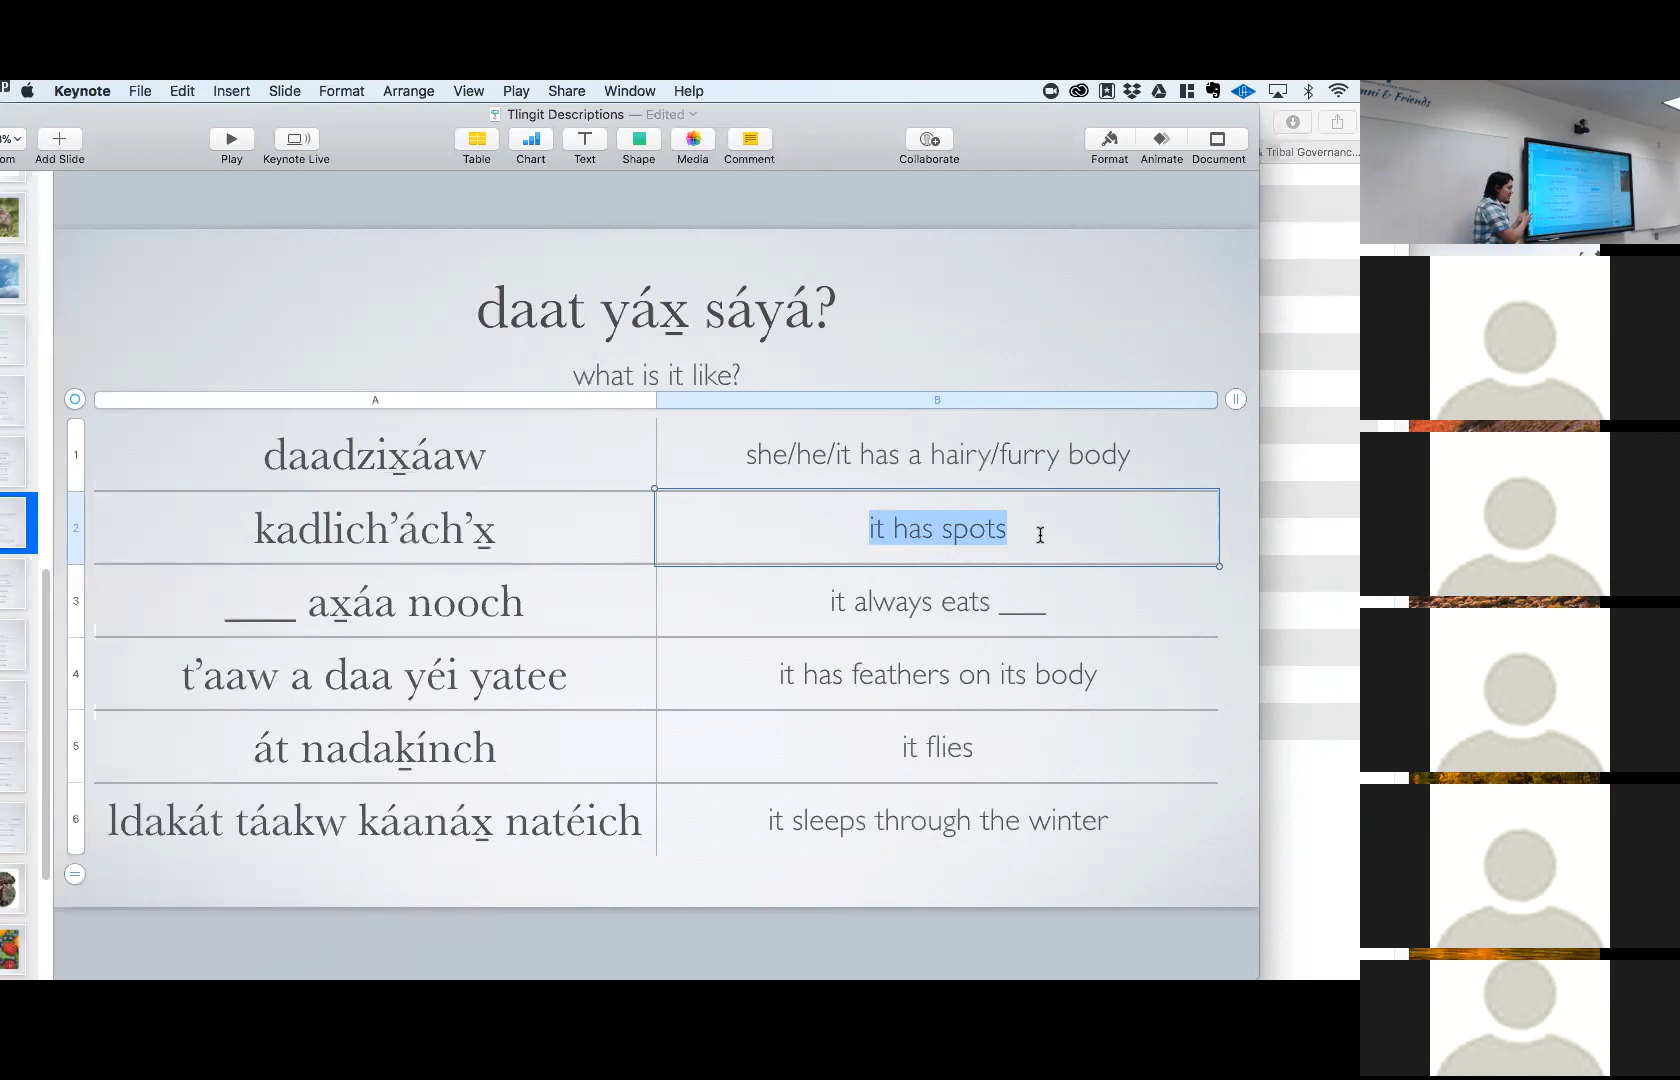 Keynote File Edit Insert Slide Format Arrange View Play Share Window Help
Tlingit Descriptions — Edited
Add Slide
Play
Keynote Live
Table
Chart
Text
Shape
Media
Comment
Collaborate
Format
Animate
Document
Tribal Governanc...
& Friends
daat yáx̱ sáyá?
what is it like?
A
B
1
daadzix̱áaw
she/he/it has a hairy/furry body
2
kadlich’ách’x̱
it has spots
3
____ ax̱áa nooch
it always eats ___
4
t’aaw a daa yéi yatee
it has feathers on its body
5
át nadaḵínch
it flies
6
ldakát táakw káanáx̱ natéich
it sleeps through the winter